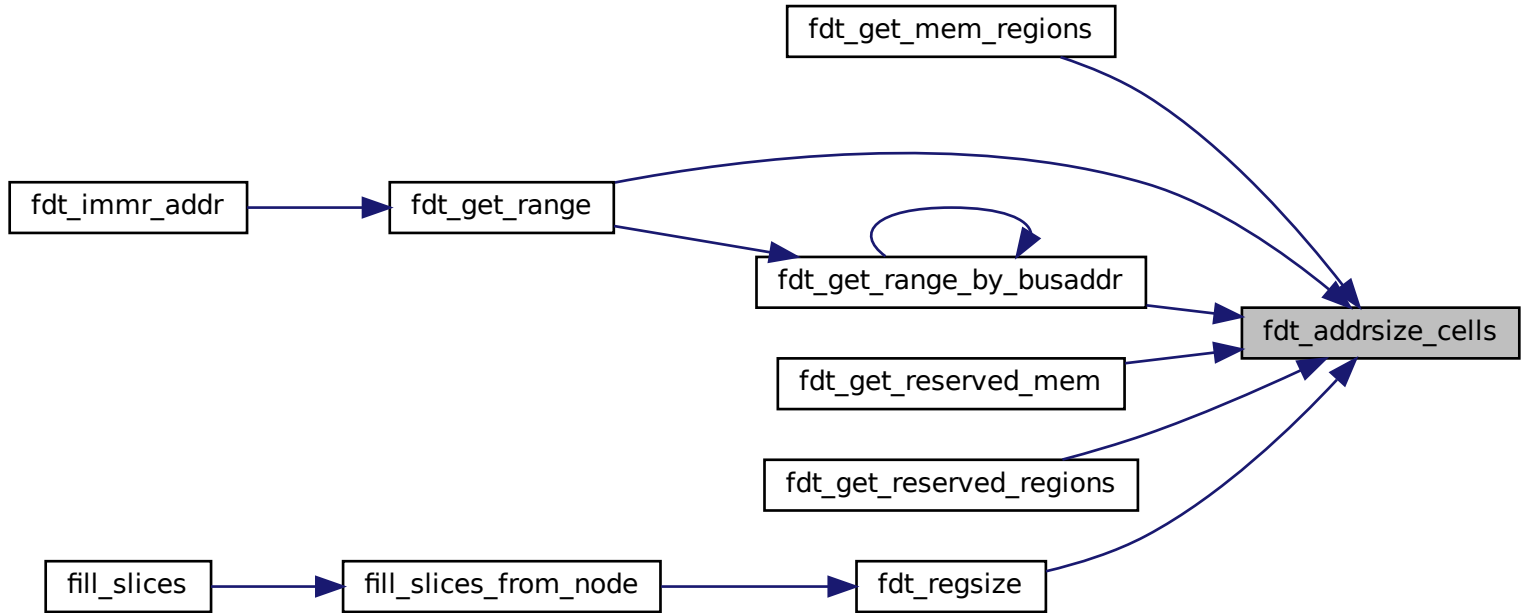 fdt_get_mem_regions
fdt_immr_addr
fdt_get_range
fdt_get_range_by_busaddr
fdt_addrsize_cells
fdt_get_reserved_mem
fdt_get_reserved_regions
fill_slices
fill_slices_from_node
fdt_regsize